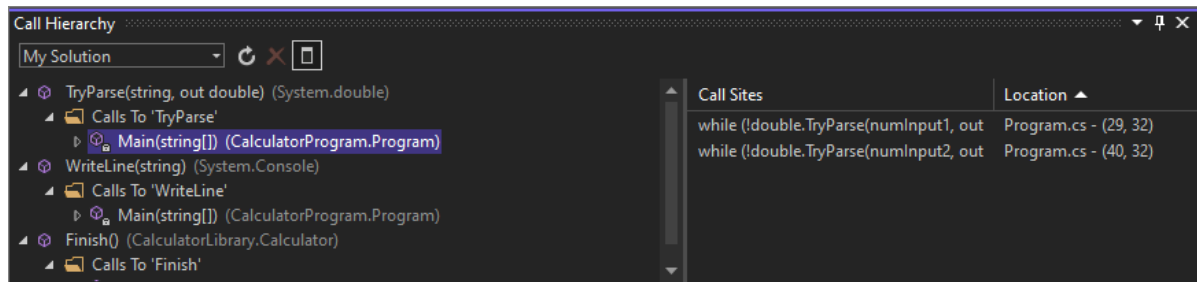 Call Hierarchy
My Solution
TryParse(string, out double) (System.double)
Calls To 'TryParse'
Main(string[]) (CalculatorProgram.Program)
WriteLine(string) (System.Console)
Calls To 'WriteLine'
Main(string[]) (CalculatorProgram.Program)
Finish() (CalculatorLibrary.Calculator)
Calls To 'Finish'
Call Sites Location
while (!double.TryParse(numInput1, out Program.cs - (29, 32)
while (!double.TryParse(numInput2, out Program.cs - (40, 32)